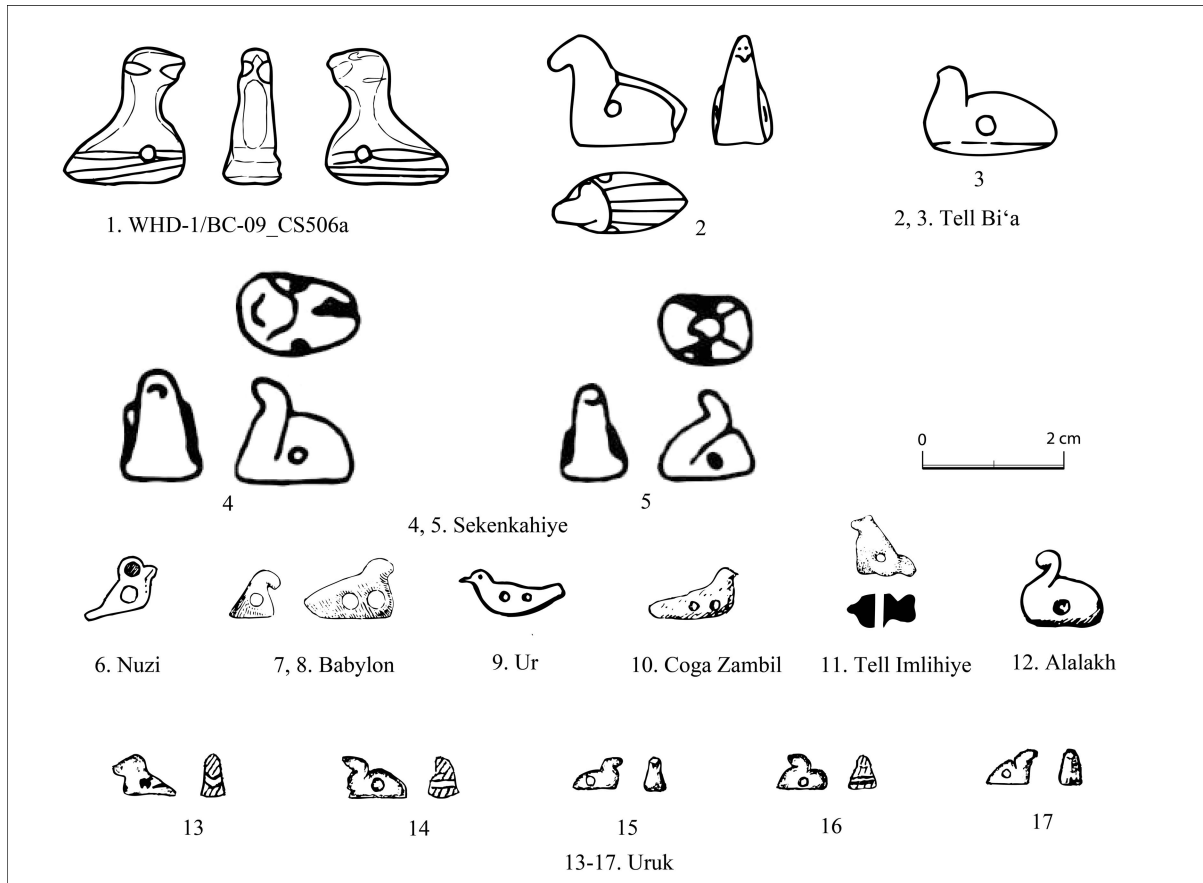 1. WHD-1/BC-09_CS506a
2
3
2, 3. Tell Bi‘a
4
5
0 2 cm
4, 5. Sekenkahiye
6. Nuzi
7, 8. Babylon
9. Ur
10. Coga Zambil
11. Tell Imlihiye
12. Alalakh
13
14
15
16
17
13-17. Uruk